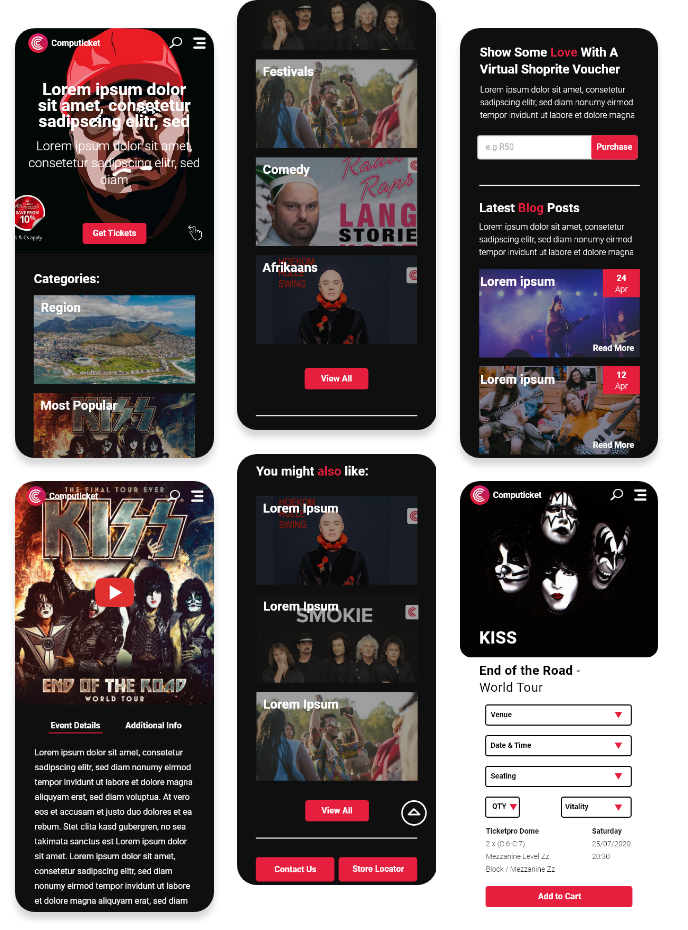 Computicket
Lorem ipsum dolor
sit amet, consetetur
sadipscing elitr, sed
Lorem ipsum dolor sit amet,
consetetur sadipscing elitr, sed
diam
SAVE FROM
10%
& Cs apply
Get Tickets
Categories:
Region
Most Popular
KISS
Festivals
Comedy
Raaits
Raps
LANG
STORIE
Afrikaans
HOEKOM
SWING
View All
Show Some Love With A
Virtual Shoprite Voucher
Lorem ipsum dolor sit amet, consetetur
sadipscing elitr, sed diam nonumy eirmod
tempor invidunt ut labore et dolore magna
e.g R50
Purchase
Latest Blog Posts
Lorem ipsum dolor sit amet, consetetur
sadipscing elitr, sed diam nonumy eirmod
tempor invidunt ut labore et dolore magna
Lorem ipsum
24
Apr
Read More
Lorem ipsum
12
Apr
Read More
THE FINAL TOUR EVER
Computicket
KISS
END OF THE ROAD
WORLD TOUR
Event Details
Additional Info
Lorem ipsum dolor sit amet, consetetur
sadipscing elitr, sed diam nonumy eirmod
tempor invidunt ut labore et dolore magna
aliquyam erat, sed diam voluptua. At vero
eos et accusam et justo duo dolores et ea
rebum. Stet clita kasd gubergren, no sea
takimata sanctus est Lorem ipsum dolor
sit amet. Lorem ipsum dolor sit amet,
consetetur sadipscing elitr, sed diam
nonumy eirmod tempor invidunt ut labore
et dolore magna aliquyam erat, sed diam
You might also like:
HOEKOM
Lorem Ipsum
SWING
Lorem Ipsum
SMOKIE
Lorem Ipsum
View All
Contact Us
Store Locator
Computicket
KISS
End of the Road -
World Tour
Venue
Date & Time
Seating
QTY
Vitality
Ticketpro Dome
Saturday
2 x (C 6-C 7)
25/07/2020
Mezzanine Level Zz
20:30
Block / Mezzanine Zz
Add to Cart